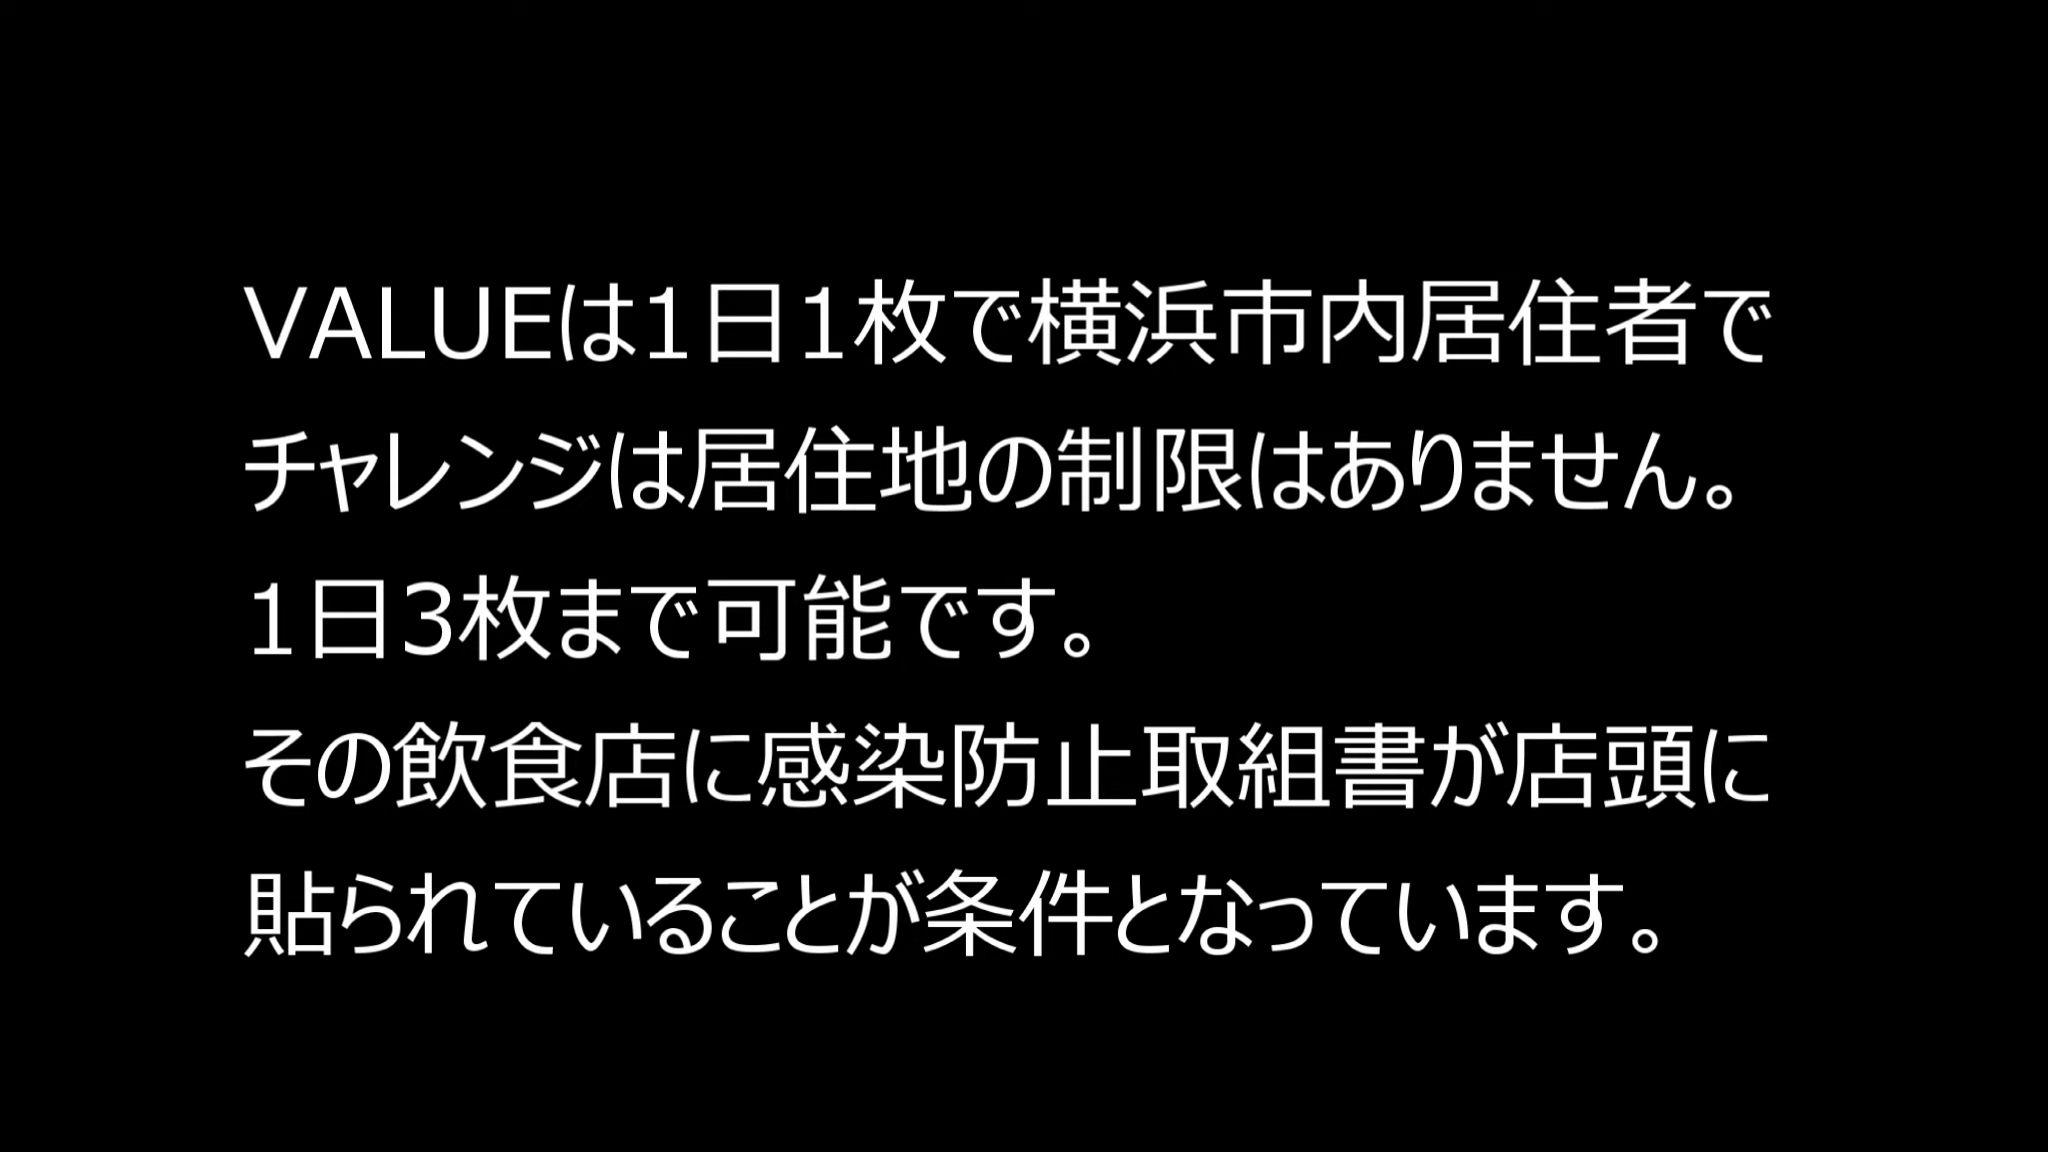 VALUEは1日1枚で横浜市内居住者で
チャレンジは居住地の制限はありません。
1日3枚まで可能です。
その飲食店に感染防止取組書が店頭に
貼られていることが条件となっています。